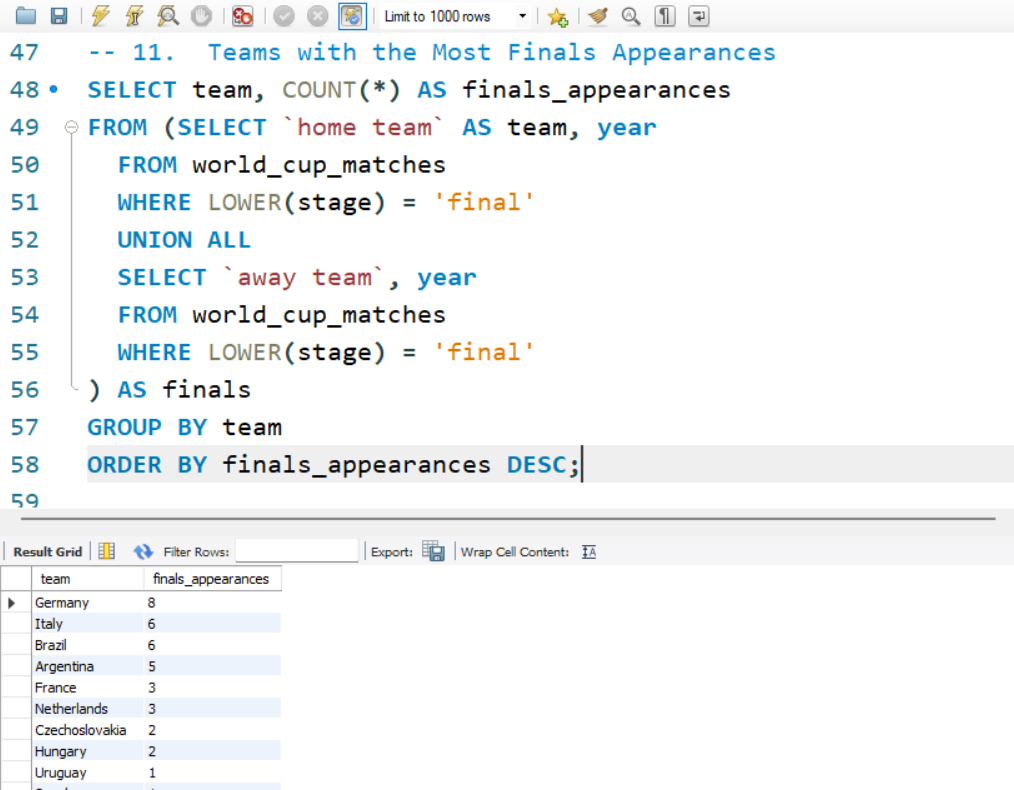 Limit to 1000 rows
47 -- 11.  Teams with the Most Finals Appearances
48 SELECT team, COUNT(*) AS finals_appearances
49 FROM (SELECT `home team` AS team, year
50 FROM world_cup_matches
51 WHERE LOWER(stage) = 'final'
52 UNION ALL
53 SELECT `away team`, year
54 FROM world_cup_matches
55 WHERE LOWER(stage) = 'final'
56 ) AS finals
57 GROUP BY team
58 ORDER BY finals_appearances DESC;
59
Result Grid Filter Rows: Export: Wrap Cell Content:
team finals_appearances
Germany 8
Italy 6
Brazil 6
Argentina 5
France 3
Netherlands 3
Czechoslovakia 2
Hungary 2
Uruguay 1